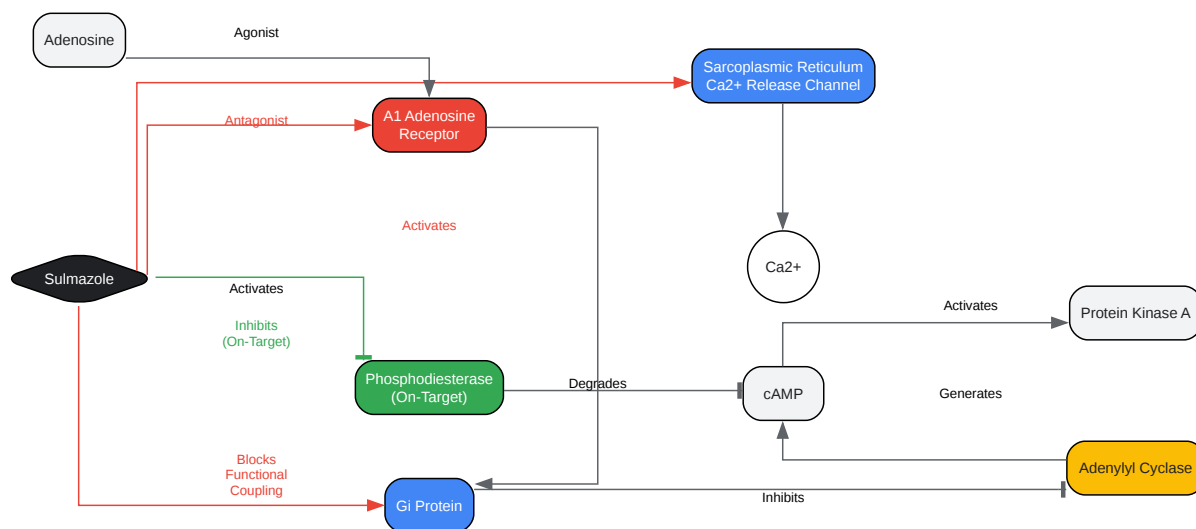 Agonist
Adenosine
Sarcoplasmic Reticulum
Ca2+ Release Channel
A1 Adenosine
Receptor
Antagonist
Activates
Ca2+
Sulmazole
Activates
Activates
Protein Kinase A
Inhibits
(On-Target)
Phosphodiesterase
(On-Target)
Degrades
cAMP
Generates
Blocks
Functional
Coupling
Adenylyl Cyclase
Inhibits
Gi Protein